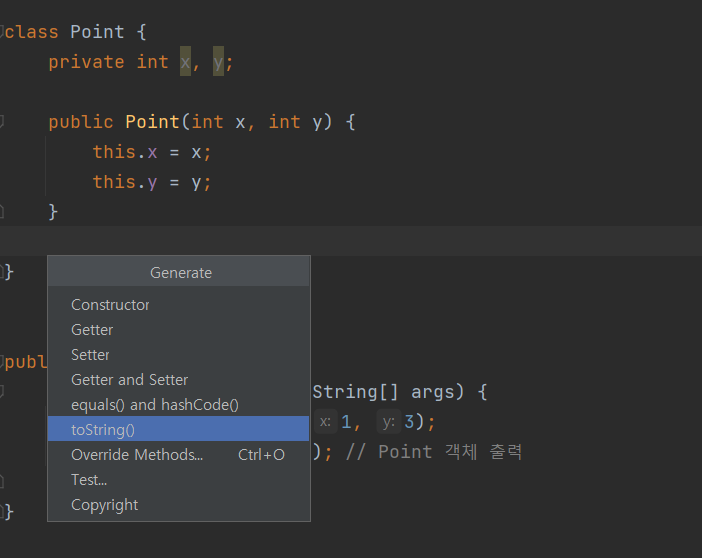 class Point {
private int x, y;
public Point(int x, int y) {
this.x = x;
this.y = y;
}
}
Generate
Constructor
Getter
Setter
Getter and Setter
equals() and hashCode()
toString()
Override Methods... Ctrl+O
Test...
Copyright
publ
String[] args) {
x: 1, y: 3);
); // Point 객체 출력
}